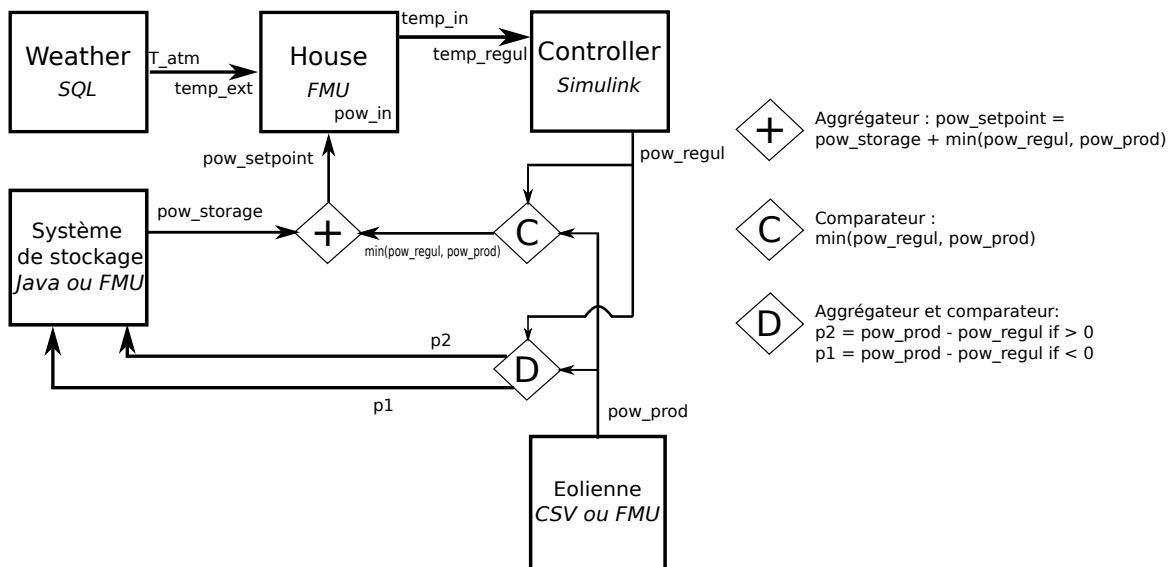 Weather
SQL
T_atm
temp_ext
House
FMU
pow_in
temp_in
temp_regul
Controller
Simulink
pow_setpoint
pow_regul
Système
de stockage
Java ou FMU
pow_storage
+
min(pow_regul, pow_prod)
C
p2
p1
D
pow_prod
Eolienne
CSV ou FMU
+
Aggrégateur : pow_setpoint =
pow_storage + min(pow_regul, pow_prod)
C
Comparateur :
min(pow_regul, pow_prod)
D
Aggrégateur et comparateur:
p2 = pow_prod - pow_regul if > 0
p1 = pow_prod - pow_regul if < 0